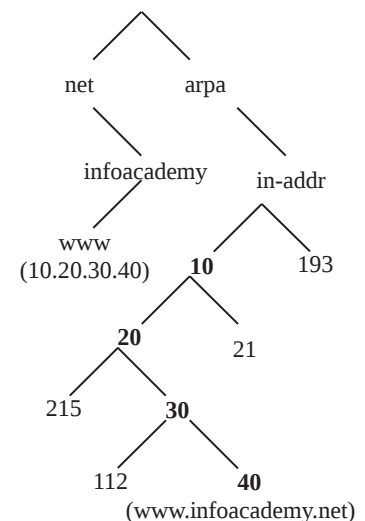 net arpa
infoacademy
in-addr
www
(10.20.30.40)
10
193
20
21
215
30
112
40
(www.infoacademy.net)